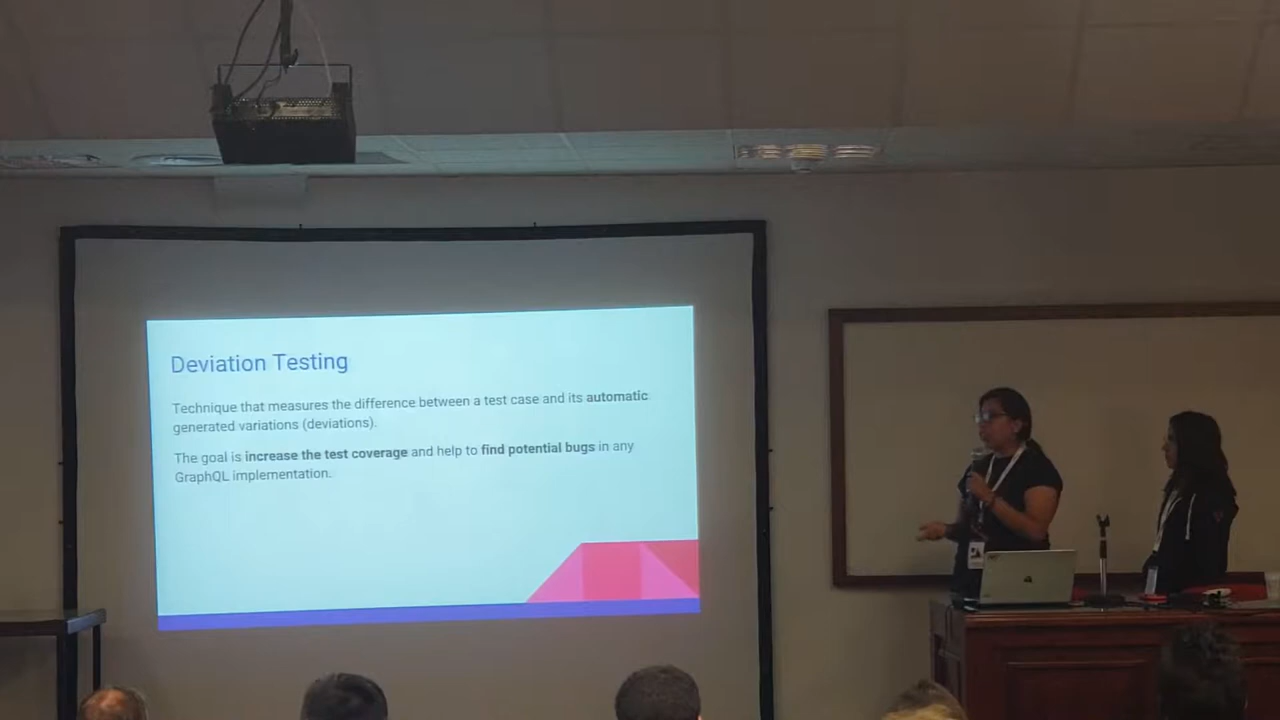 Deviation Testing
Technique that measures the difference between a test case and its automatic
generated variations (deviations).
The goal is increase the test coverage and help to find potential bugs in any
GraphQL implementation.